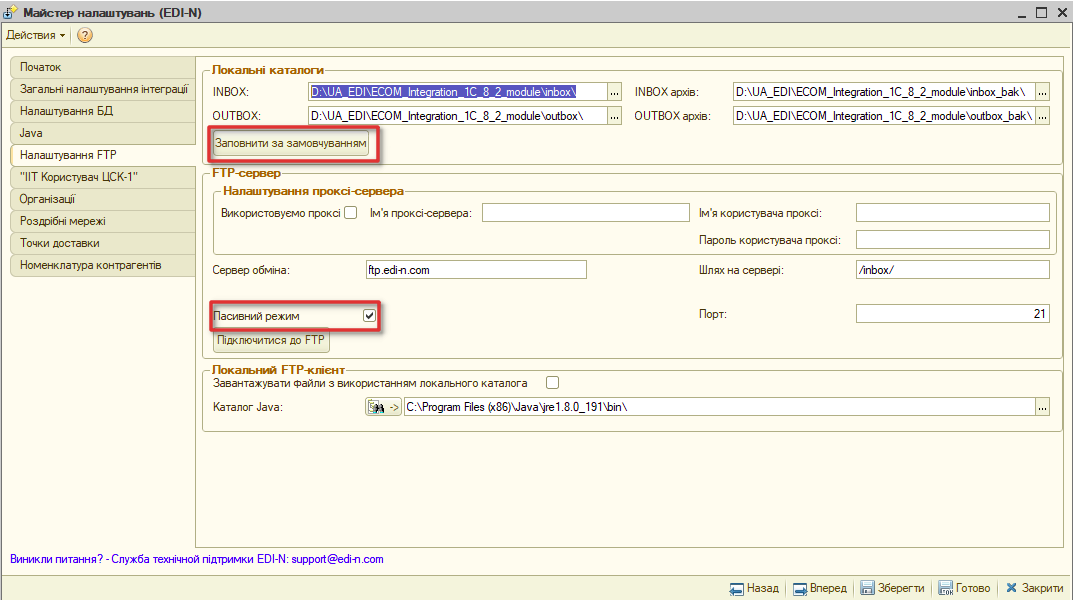 Майстер налаштувань (EDI-N)
Действия
?
Початок
Загальні налаштування інтеграції
Налаштування БД
Java
Налаштування FTP
"ІІТ Користувач ЦСК-1"
Організації
Роздрібні мережі
Точки доставки
Номенклатура контрагентів
Локальні каталоги
INBOX: D:\UA_EDI\ECOM_Integration_1C_8_2_module\inbox\ ... INBOX архів: D:\UA_EDI\ECOM_Integration_1C_8_2_module\inbox_bak\ ...
OUTBOX: D:\UA_EDI\ECOM_Integration_1C_8_2_module\outbox\ ... OUTBOX архів: D:\UA_EDI\ECOM_Integration_1C_8_2_module\outbox_bak\ ...
Заповнити за замовчуванням
FTP-сервер
Налаштування проксі-сервера
Використовуємо проксі Ім'я проксі-сервера: Ім'я користувача проксі:
Пароль користувача проксі:
Сервер обміна: ftp.edi-n.com Шлях на сервері: /inbox/
Пасивний режим Порт: 21
Підключитися до FTP
Локальний FTP-клієнт
Завантажувати файли з використанням локального каталога
Каталог Java: -> C:\Program Files (x86)\Java\jre1.8.0_191\bin\ ...
Виникли питання? - Служба технічної підтримки EDI-N: support@edi-n.com
Назад Вперед Зберегти Готово Закрити